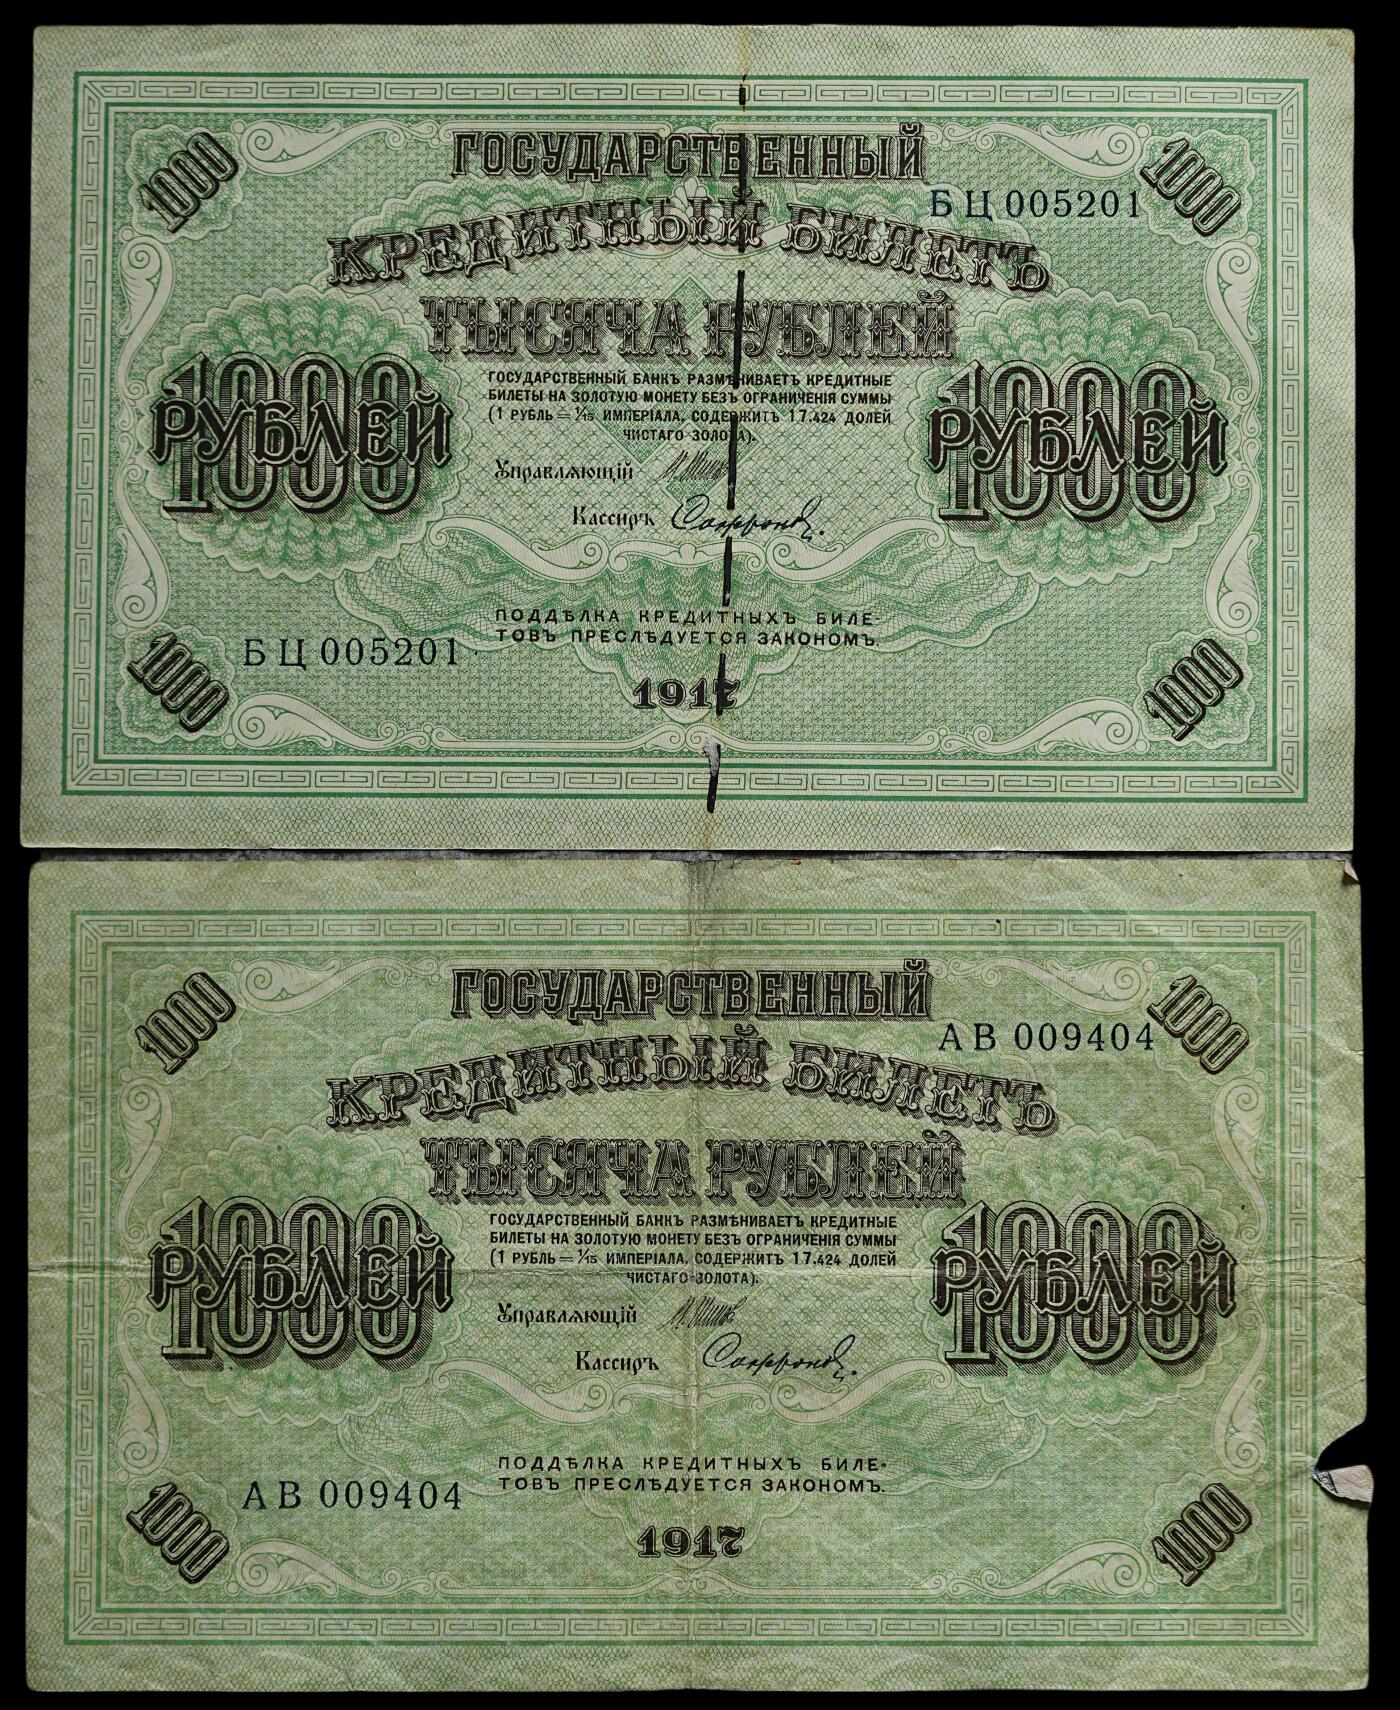 1000
1000
ГОСУДАРСТВЕННЫЙ
БЦ 005201
КРЕДИТНЫЙ БИЛЕТЪ
ТЫСЯЧА РУБЛЕЙ
1000
РУБЛЕЙ
1000
РУБЛЕЙ
ГОСУДАРСТВЕННЫЙ БАНКЪ РАЗМѢНИВАЕТЪ КРЕДИТНЫЕ
БИЛЕТЫ НА ЗОЛОТУЮ МОНЕТУ БЕЗЪ ОГРАНИЧЕНІЯ СУММЫ
(1 РУБЛЬ = 1/15 ИМПЕРІАЛА, СОДЕРЖИТЪ 17.424 ДОЛЕЙ
ЧИСТАГО ЗОЛОТА).
Управляющій
Кассиръ Сафронов
ПОДДѢЛКА КРЕДИТНЫХЪ БИЛЕ-
ТОВЪ ПРЕСЛѢДУЕТСЯ ЗАКОНОМЪ.
БЦ 005201
1917
1000
1000
1000
1000
ГОСУДАРСТВЕННЫЙ
АВ 009404
КРЕДИТНЫЙ БИЛЕТЪ
ТЫСЯЧА РУБЛЕЙ
1000
РУБЛЕЙ
1000
РУБЛЕЙ
ГОСУДАРСТВЕННЫЙ БАНКЪ РАЗМѢНИВАЕТЪ КРЕДИТНЫЕ
БИЛЕТЫ НА ЗОЛОТУЮ МОНЕТУ БЕЗЪ ОГРАНИЧЕНІЯ СУММЫ
(1 РУБЛЬ = 1/15 ИМПЕРІАЛА, СОДЕРЖИТЪ 17.424 ДОЛЕЙ
ЧИСТАГО ЗОЛОТА).
Управляющій
Кассиръ Сафронов
ПОДДѢЛКА КРЕДИТНЫХЪ БИЛЕ-
ТОВЪ ПРЕСЛѢДУЕТСЯ ЗАКОНОМЪ.
АВ 009404
1917
1000
1000